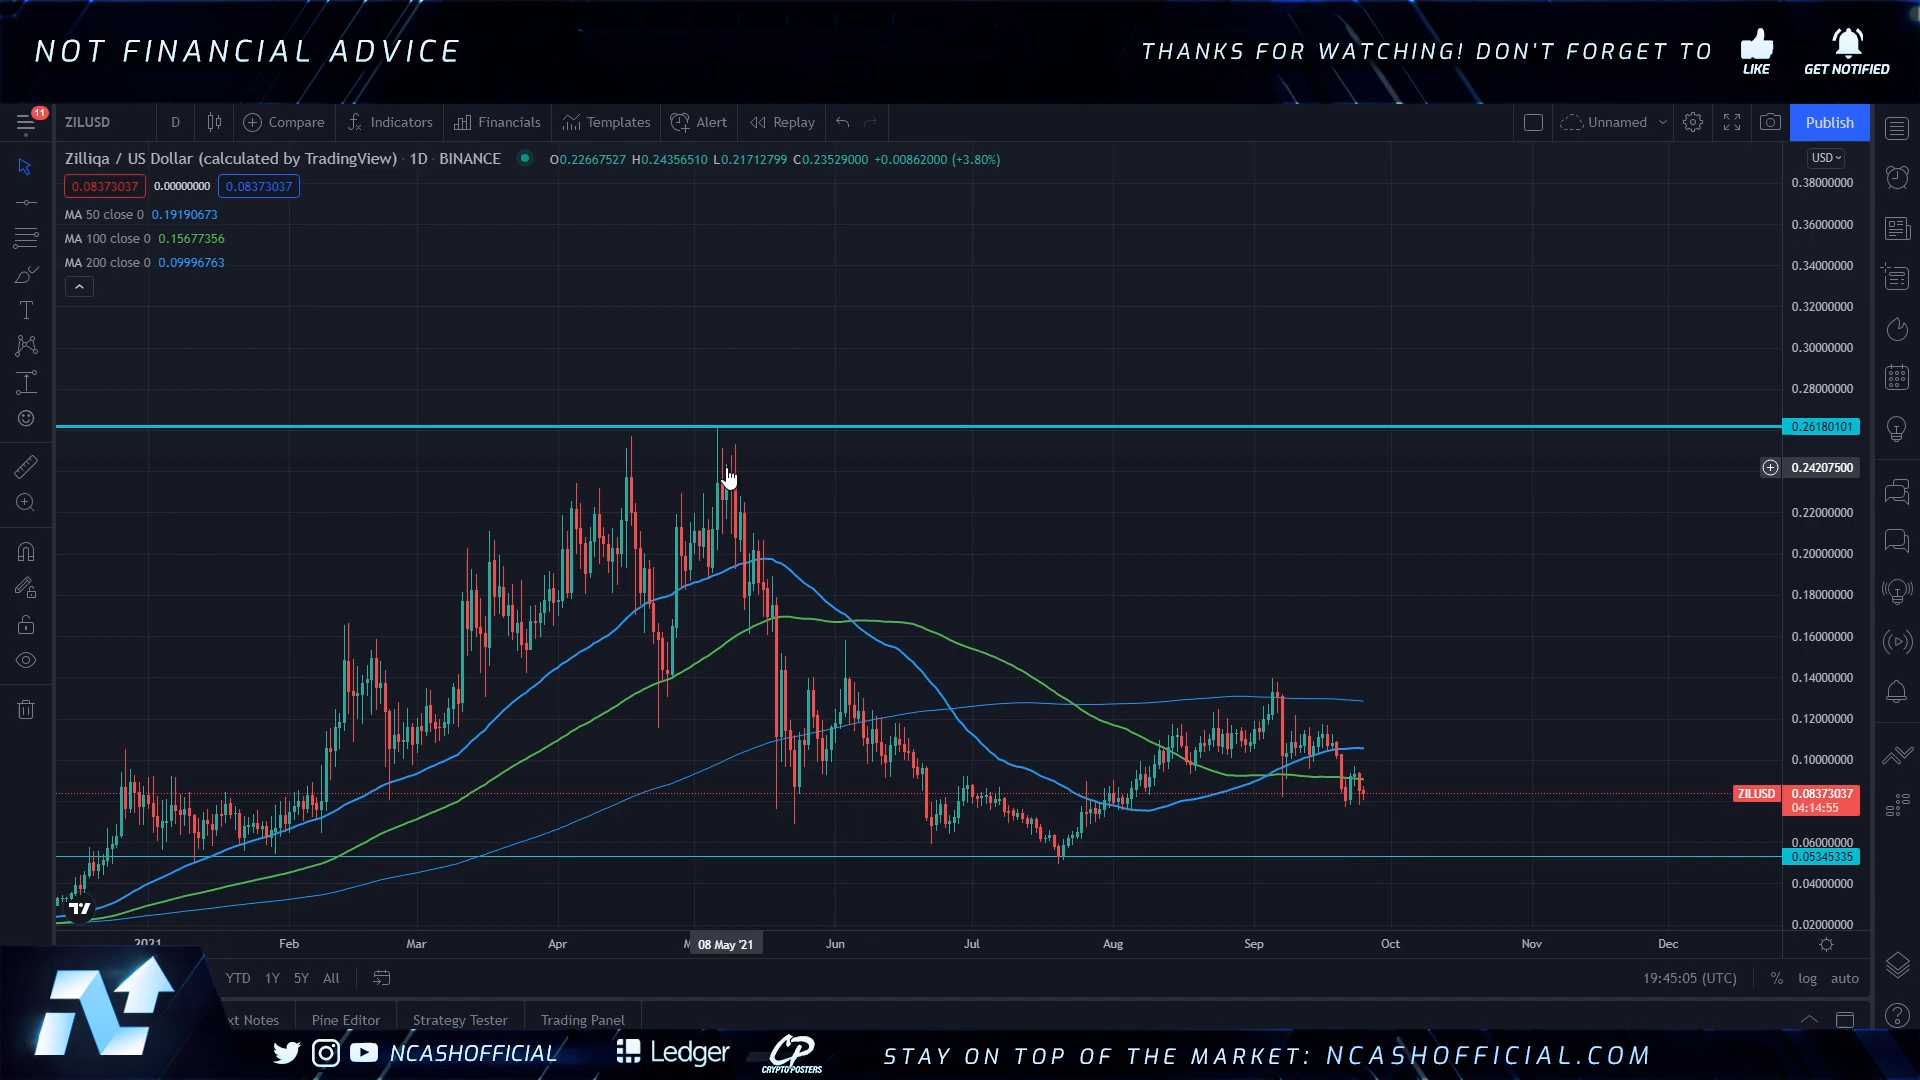 NOT FINANCIAL ADVICE
THANKS FOR WATCHING! DON'T FORGET TO
LIKE
GET NOTIFIED
11
ZILUSD
D
Compare
Indicators
Financials
Templates
Alert
Replay
Unnamed
Publish
Zilliqa / US Dollar (calculated by TradingView) · 1D · BINANCE
O0.22667527 H0.24356510 L0.21712799 C0.23529000 +0.00862000 (+3.80%)
USD
0.08373037 0.00000000 0.08373037
MA 50 close 0 0.19190673
MA 100 close 0 0.15677356
MA 200 close 0 0.09996763
0.38000000
0.36000000
0.34000000
0.32000000
0.30000000
0.28000000
0.26180101
0.24207500
0.22000000
0.20000000
0.18000000
0.16000000
0.14000000
0.12000000
0.10000000
ZILUSD 0.08373037
04:14:55
0.06000000
0.05345335
0.04000000
0.02000000
2021 Feb Mar Apr M 08 May '21 Jun Jul Aug Sep Oct Nov Dec
YTD 1Y 5Y All
19:45:05 (UTC) % log auto
xt Notes Pine Editor Strategy Tester Trading Panel
NCASHOFFICIAL
Ledger
CP
CRYPTOPOSTERS
STAY ON TOP OF THE MARKET: NCASHOFFICIAL.COM